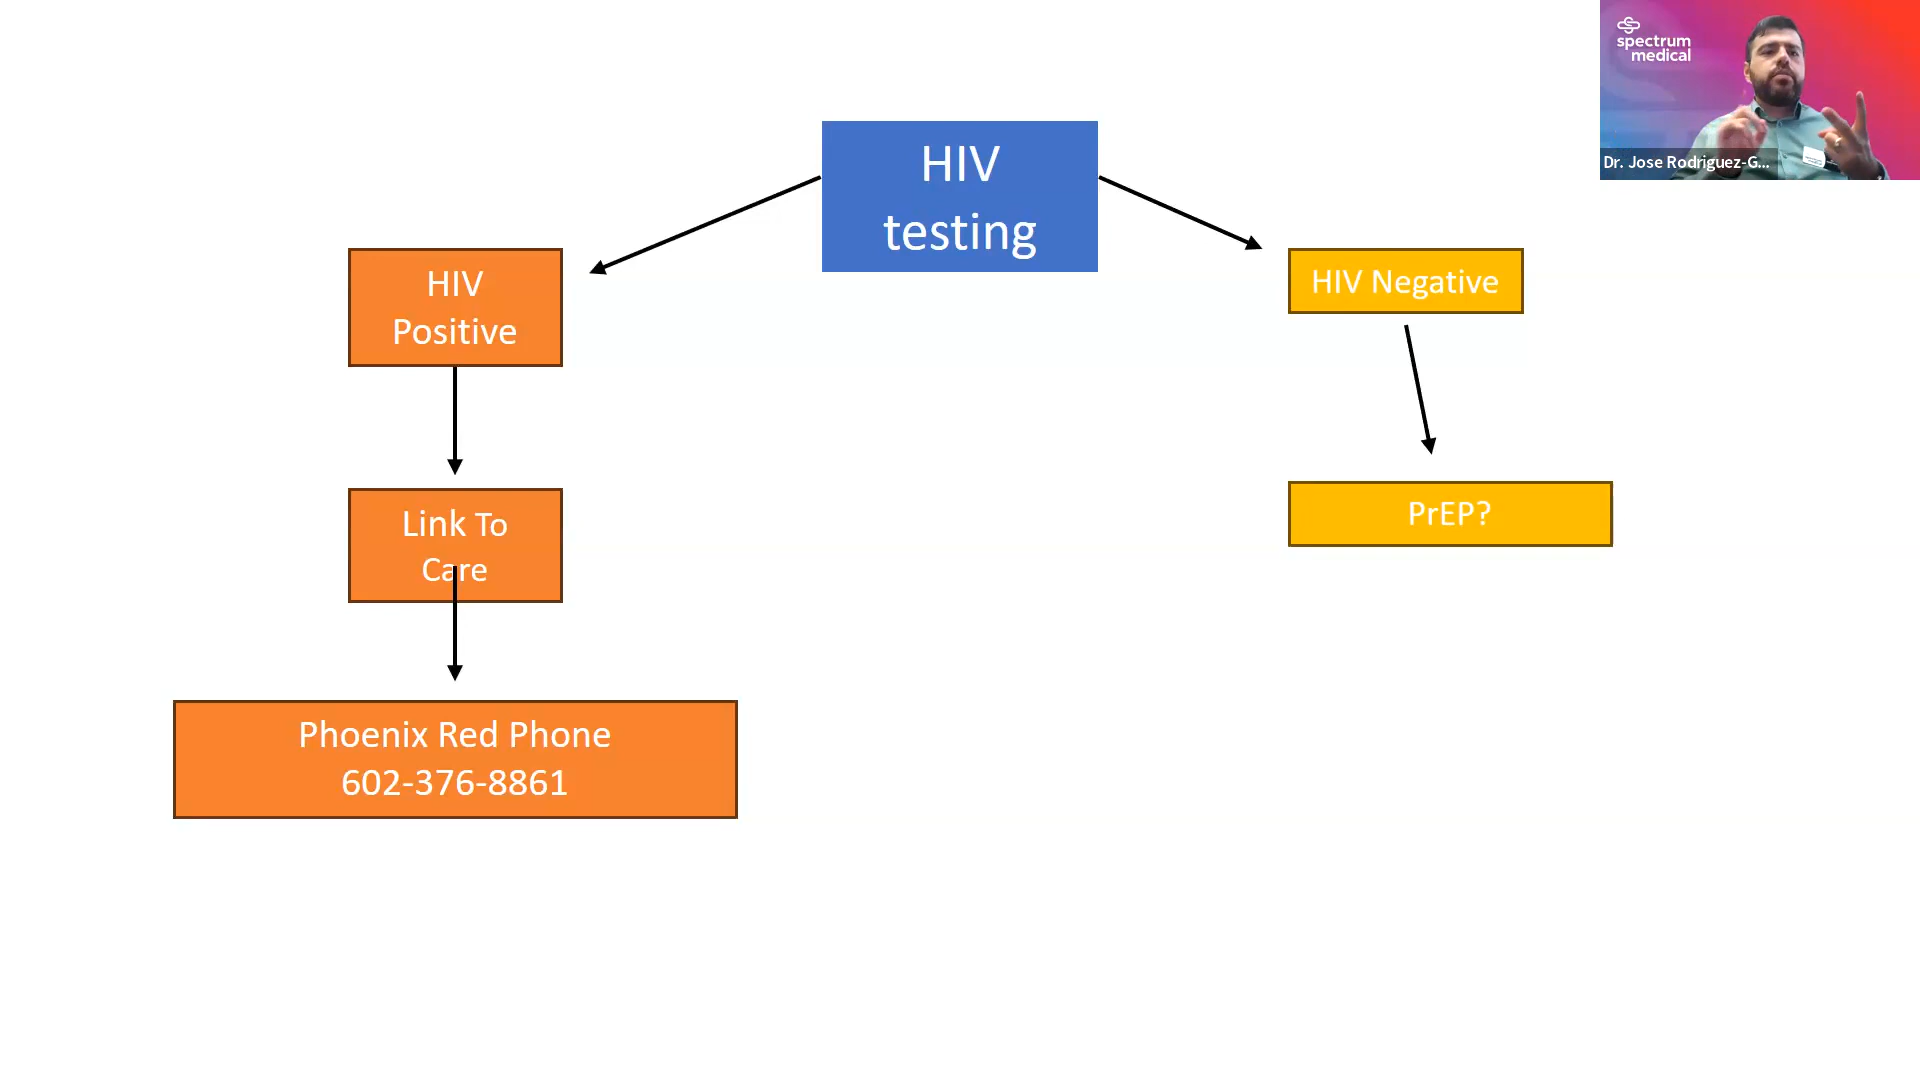 spectrum
medical
Dr. Jose Rodriguez-G...
HIV
testing
HIV
Positive
HIV Negative
Link To
Care
PrEP?
Phoenix Red Phone
602-376-8861